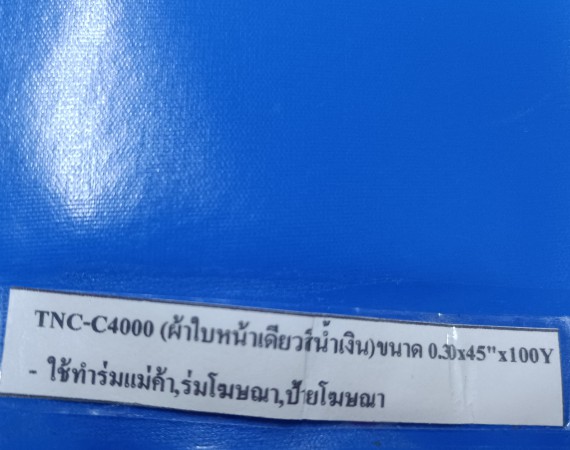 TNC-C4000 (ผ้าใบหน้าเดียวสีน้ำเงิน)ขนาด 0.30x45"x100Y
- ใช้ทำร่มแม่ค้า,ร่มโฆษณา,ป้ายโฆษณา